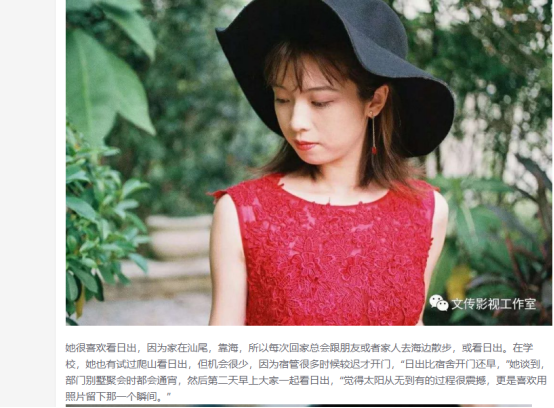 文传影视工作室
她很喜欢看日出，因为家在汕尾，靠海，所以每次回家总会跟朋友或者家人去海边散步，或看日出。在学
校，她也有试过爬山看日出，但机会很少，因为宿管很多时候较迟才开门，“日出比宿舍开门还早，”她谈到，
部门别墅聚会时都会通宵，然后第二天早上大家一起看日出，“觉得太阳从无到有的过程很震撼，更是喜欢用
照片留下那一个瞬间。”